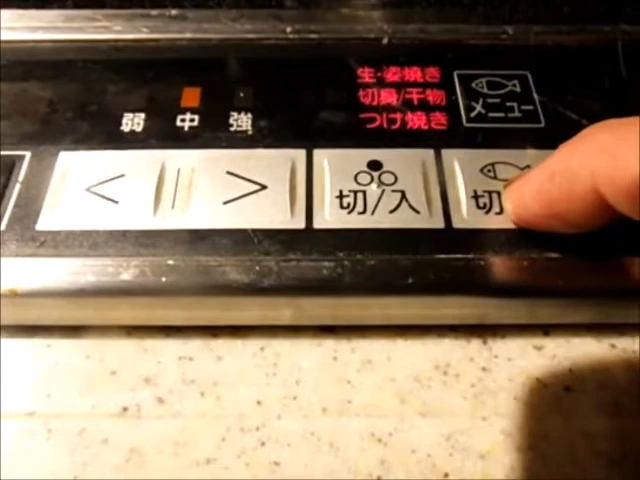 生・姿焼き
切身/干物
つけ焼き
メニュー
弱 中 強
< >
切/入
切